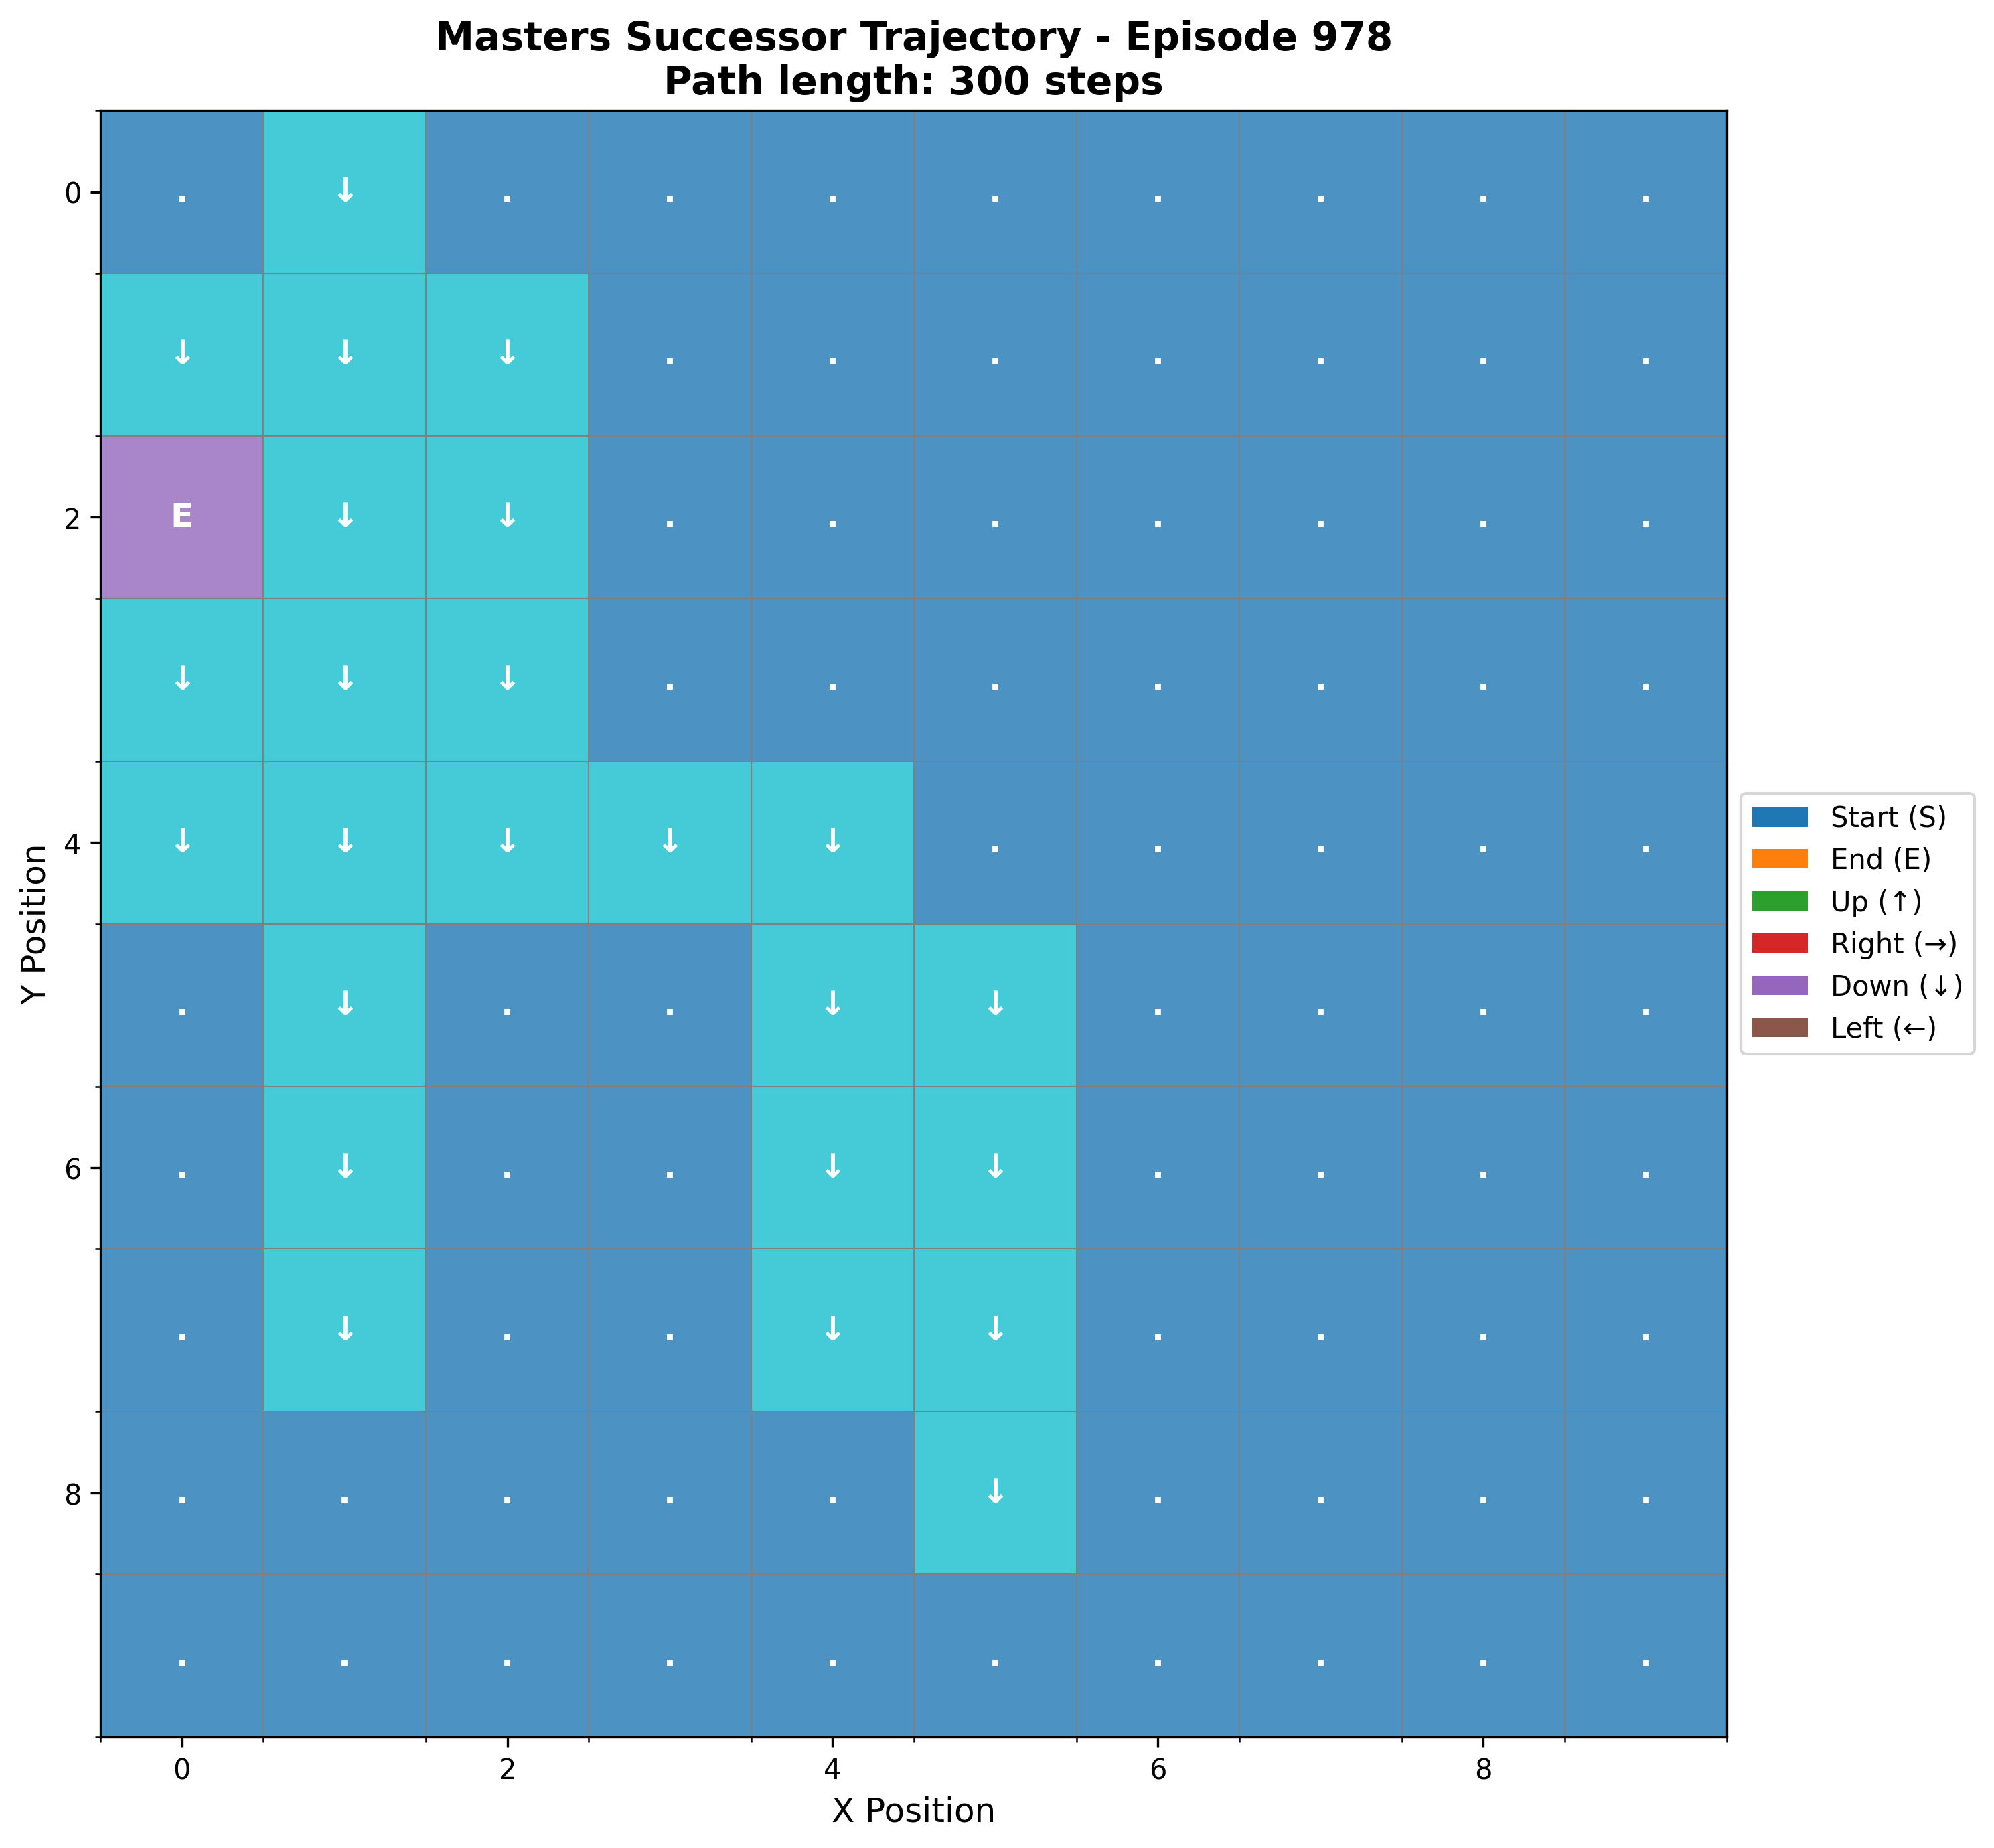 Masters Successor Trajectory - Episode 978
Path length: 300 steps
0 . ↓ . . . . . . . .
↓ ↓ ↓ . . . . . . .
2 E ↓ ↓ . . . . . . .
↓ ↓ ↓ . . . . . . .
4 ↓ ↓ ↓ ↓ ↓ . . . . .
. ↓ . . ↓ ↓ . . . .
6 . ↓ . . ↓ ↓ . . . .
. ↓ . . ↓ ↓ . . . .
8 . . . . . ↓ . . . .
. . . . . . . . . .
0 2 4 6 8
X Position
Y Position
Start (S)
End (E)
Up (↑)
Right (→)
Down (↓)
Left (←)